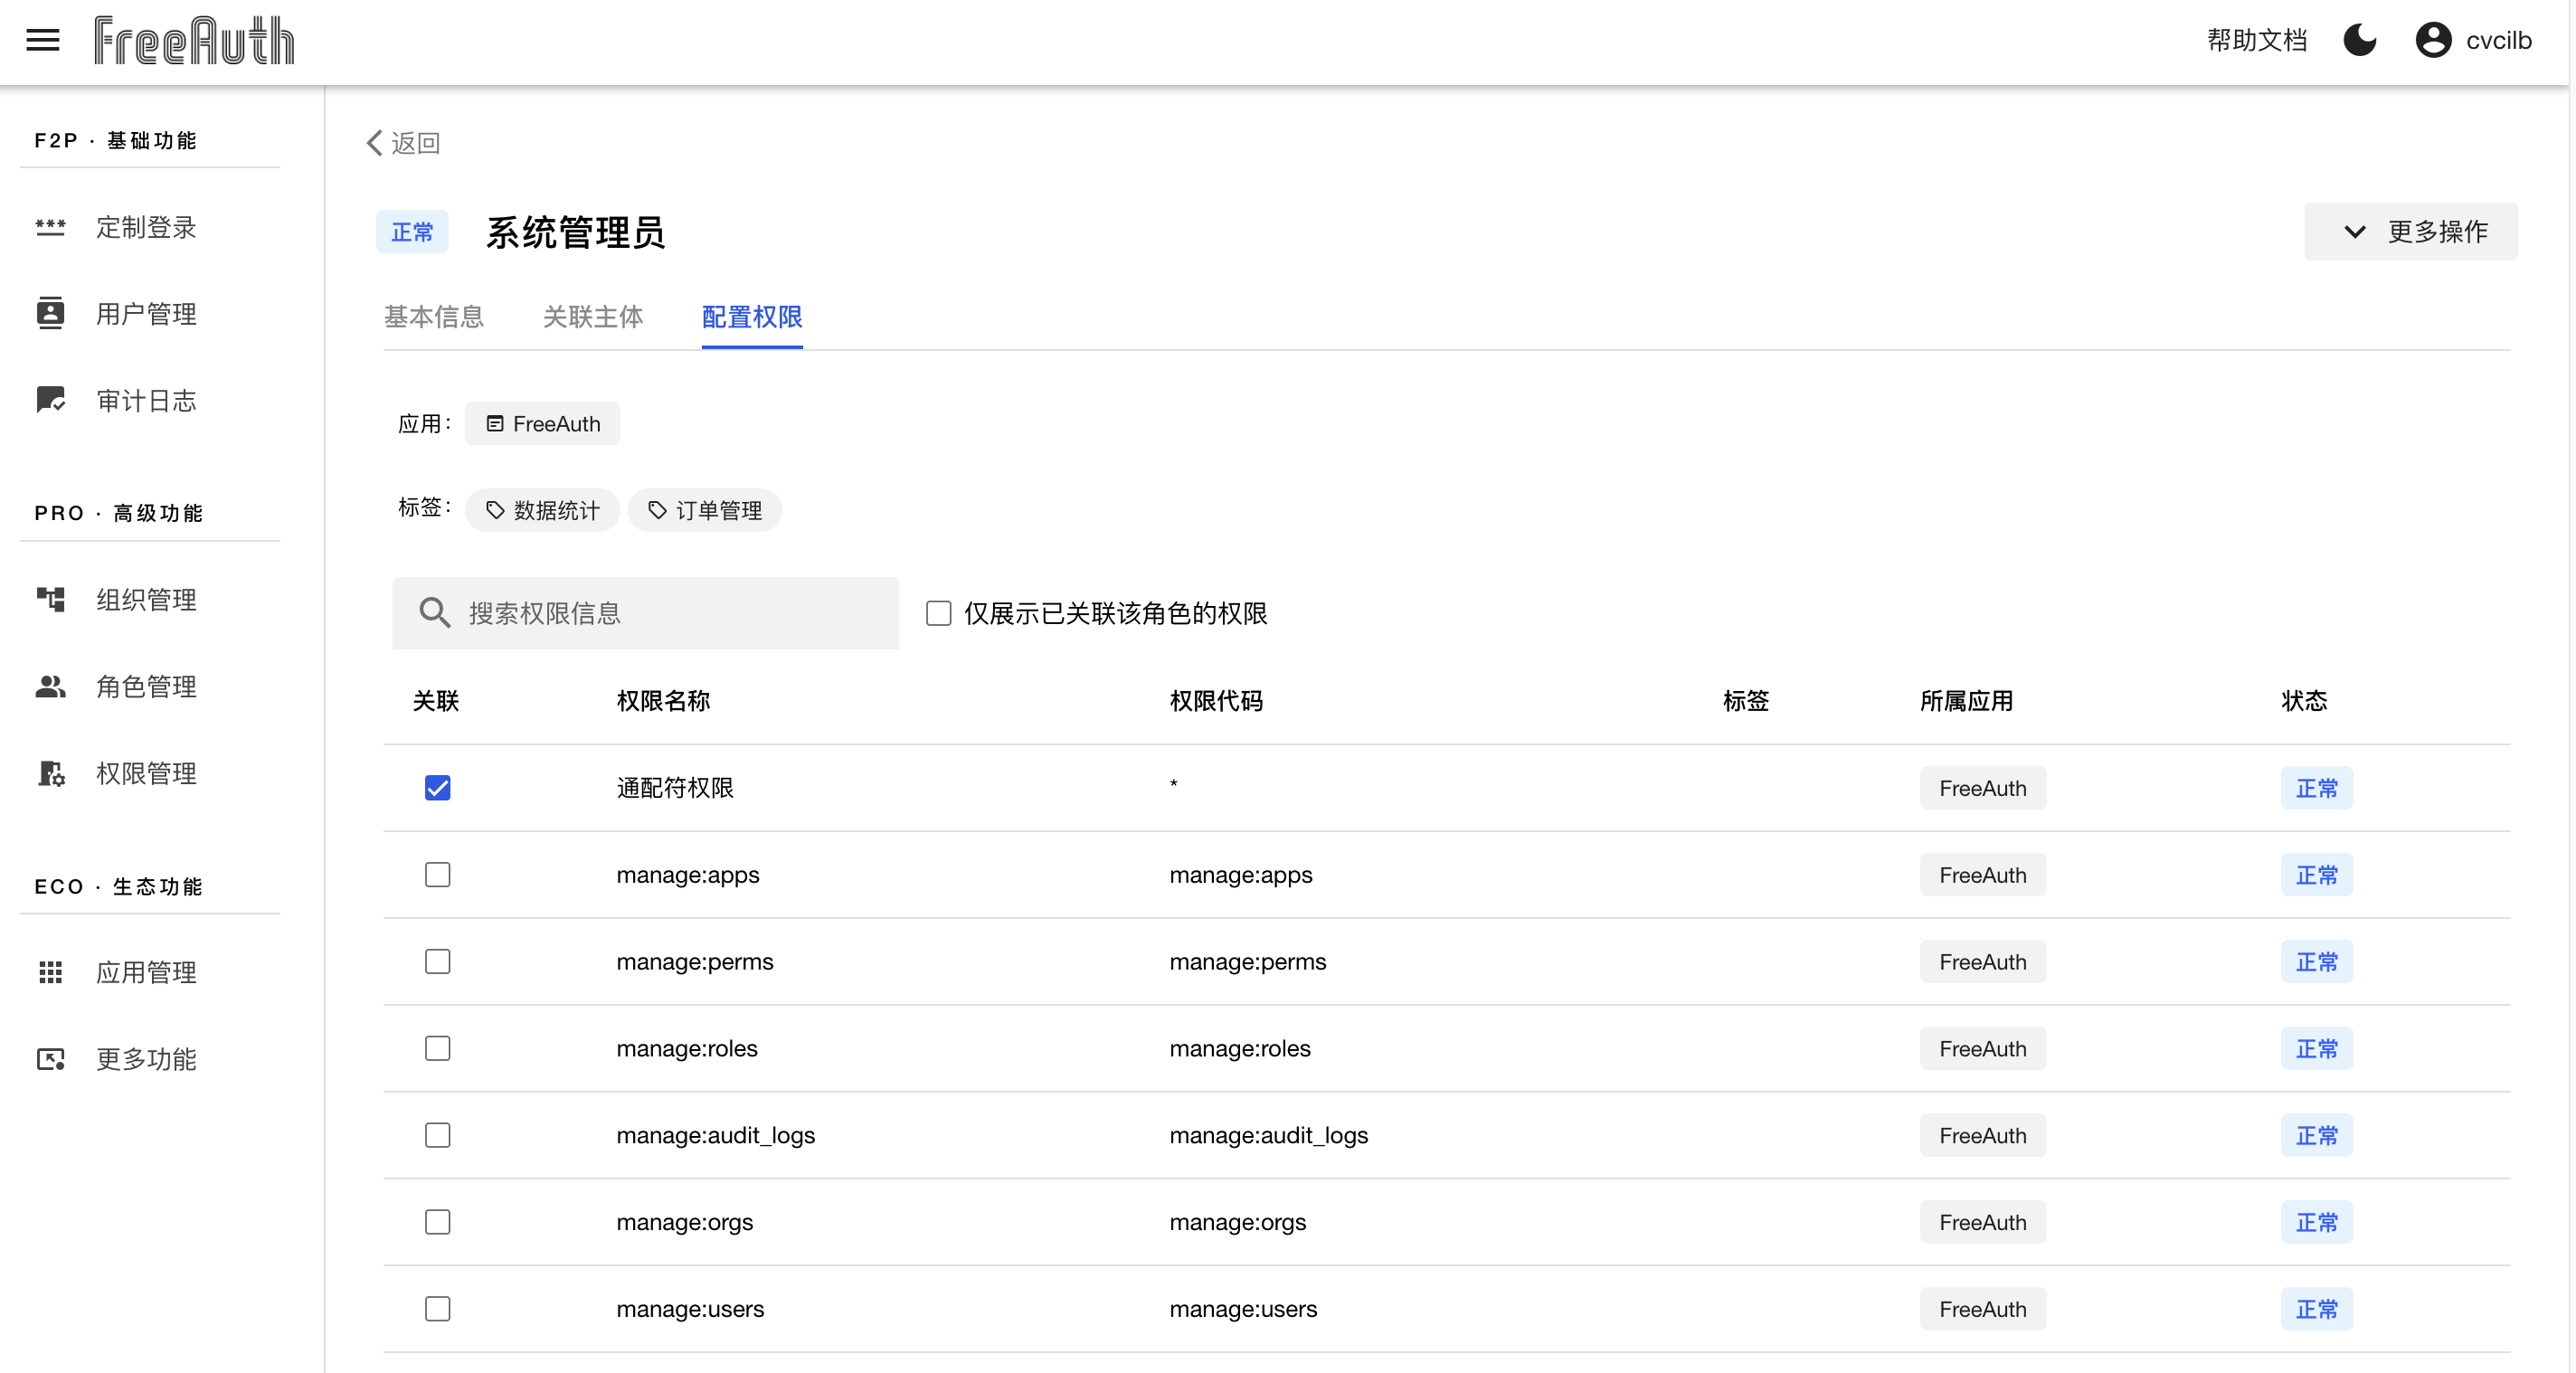 FreeAuth
帮助文档
cvcilb
F2P · 基础功能
定制登录
用户管理
审计日志
PRO · 高级功能
组织管理
角色管理
权限管理
ECO · 生态功能
应用管理
更多功能
返回
正常 系统管理员
更多操作
基本信息 关联主体 配置权限
应用: FreeAuth
标签: 数据统计 订单管理
搜索权限信息 仅展示已关联该角色的权限
关联 权限名称 权限代码 标签 所属应用 状态
通配符权限 * FreeAuth 正常
manage:apps manage:apps FreeAuth 正常
manage:perms manage:perms FreeAuth 正常
manage:roles manage:roles FreeAuth 正常
manage:audit_logs manage:audit_logs FreeAuth 正常
manage:orgs manage:orgs FreeAuth 正常
manage:users manage:users FreeAuth 正常